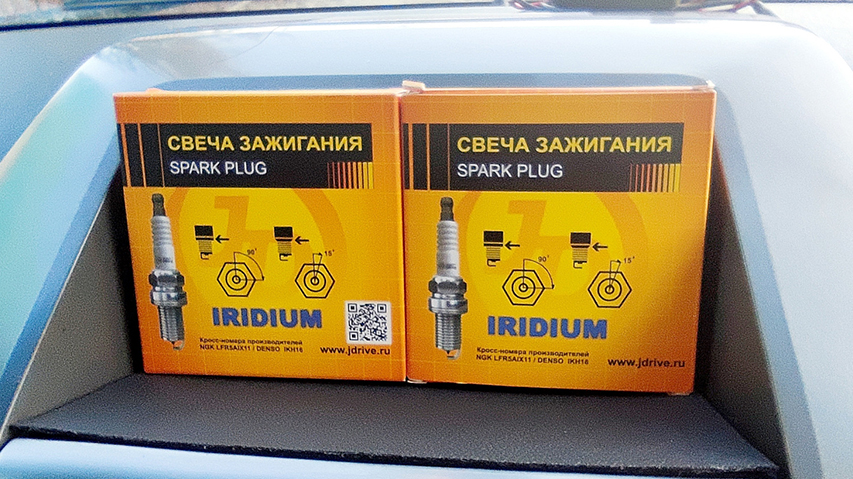 СВЕЧА ЗАЖИГАНИЯ
SPARK PLUG
90°
15°
IRIDIUM
Кросс-номера производителей
NGK LFR5AIX11 / DENSO IKH16
www.jdrive.ru
СВЕЧА ЗАЖИГАНИЯ
SPARK PLUG
90°
15°
IRIDIUM
Кросс-номера производителей
NGK LFR5AIX11 / DENSO IKH16
www.jdrive.ru